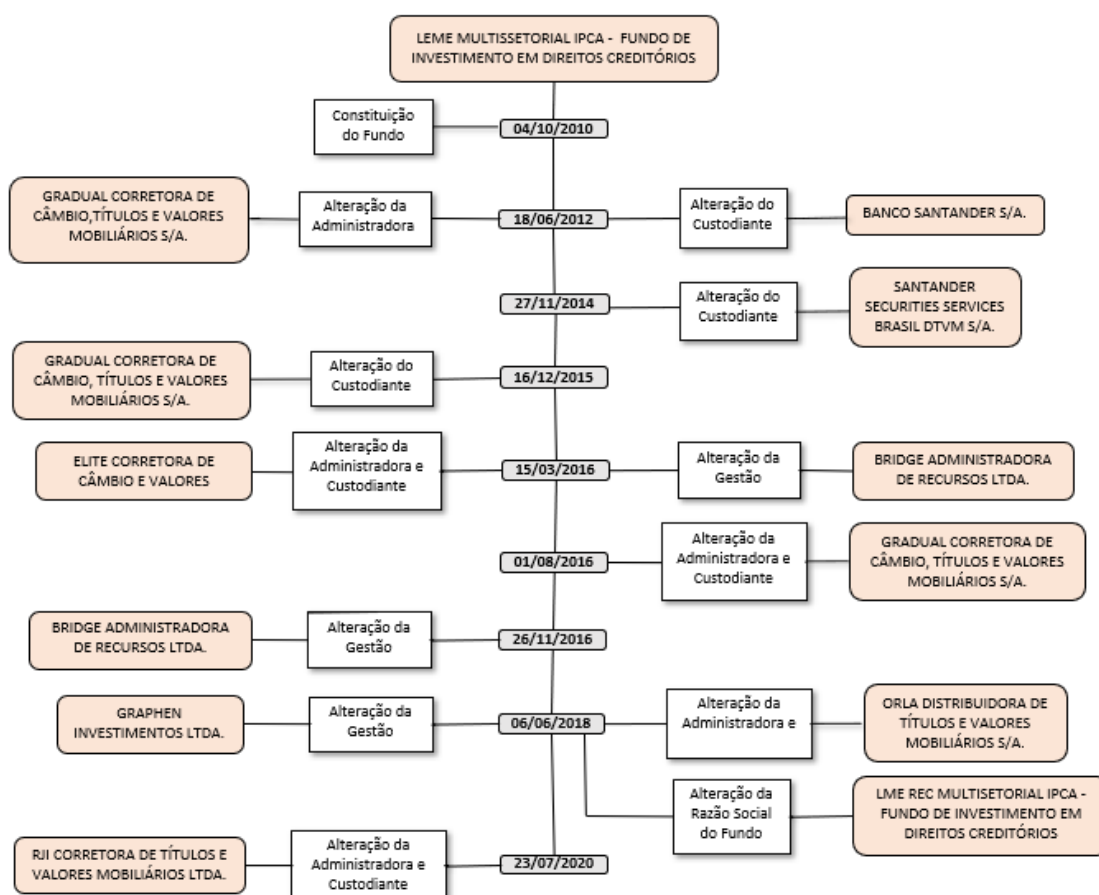 LEME MULTISSETORIAL IPCA - FUNDO DE
INVESTIMENTO EM DIREITOS CREDITÓRIOS
Constituição
do Fundo
04/10/2010
GRADUAL CORRETORA DE
CÂMBIO,TÍTULOS E VALORES
MOBILIÁRIOS S/A.
Alteração da
Administradora
18/06/2012
Alteração do
Custodiante
BANCO SANTANDER S/A.
27/11/2014
Alteração do
Custodiante
SANTANDER
SECURITIES SERVICES
BRASIL DTVM S/A.
GRADUAL CORRETORA DE
CÂMBIO, TÍTULOS E VALORES
MOBILIÁRIOS S/A.
Alteração do
Custodiante
16/12/2015
ELITE CORRETORA DE
CÂMBIO E VALORES
Alteração da
Administradora e
Custodiante
15/03/2016
Alteração da
Gestão
BRIDGE ADMINISTRADORA
DE RECURSOS LTDA.
01/08/2016
Alteração da
Administradora e
Custodiante
GRADUAL CORRETORA DE
CÂMBIO, TÍTULOS E VALORES
MOBILIÁRIOS S/A.
BRIDGE ADMINISTRADORA
DE RECURSOS LTDA.
Alteração da
Gestão
26/11/2016
GRAPHEN
INVESTIMENTOS LTDA.
Alteração da
Gestão
06/06/2018
Alteração da
Administradora e
ORLA DISTRIBUIDORA DE
TÍTULOS E VALORES
MOBILIÁRIOS S/A.
Alteração da
Razão Social
do Fundo
LME REC MULTISETORIAL IPCA -
FUNDO DE INVESTIMENTO EM
DIREITOS CREDITÓRIOS
RJI CORRETORA DE TÍTULOS E
VALORES MOBILIÁRIOS LTDA.
Alteração da
Administradora e
Custodiante
23/07/2020